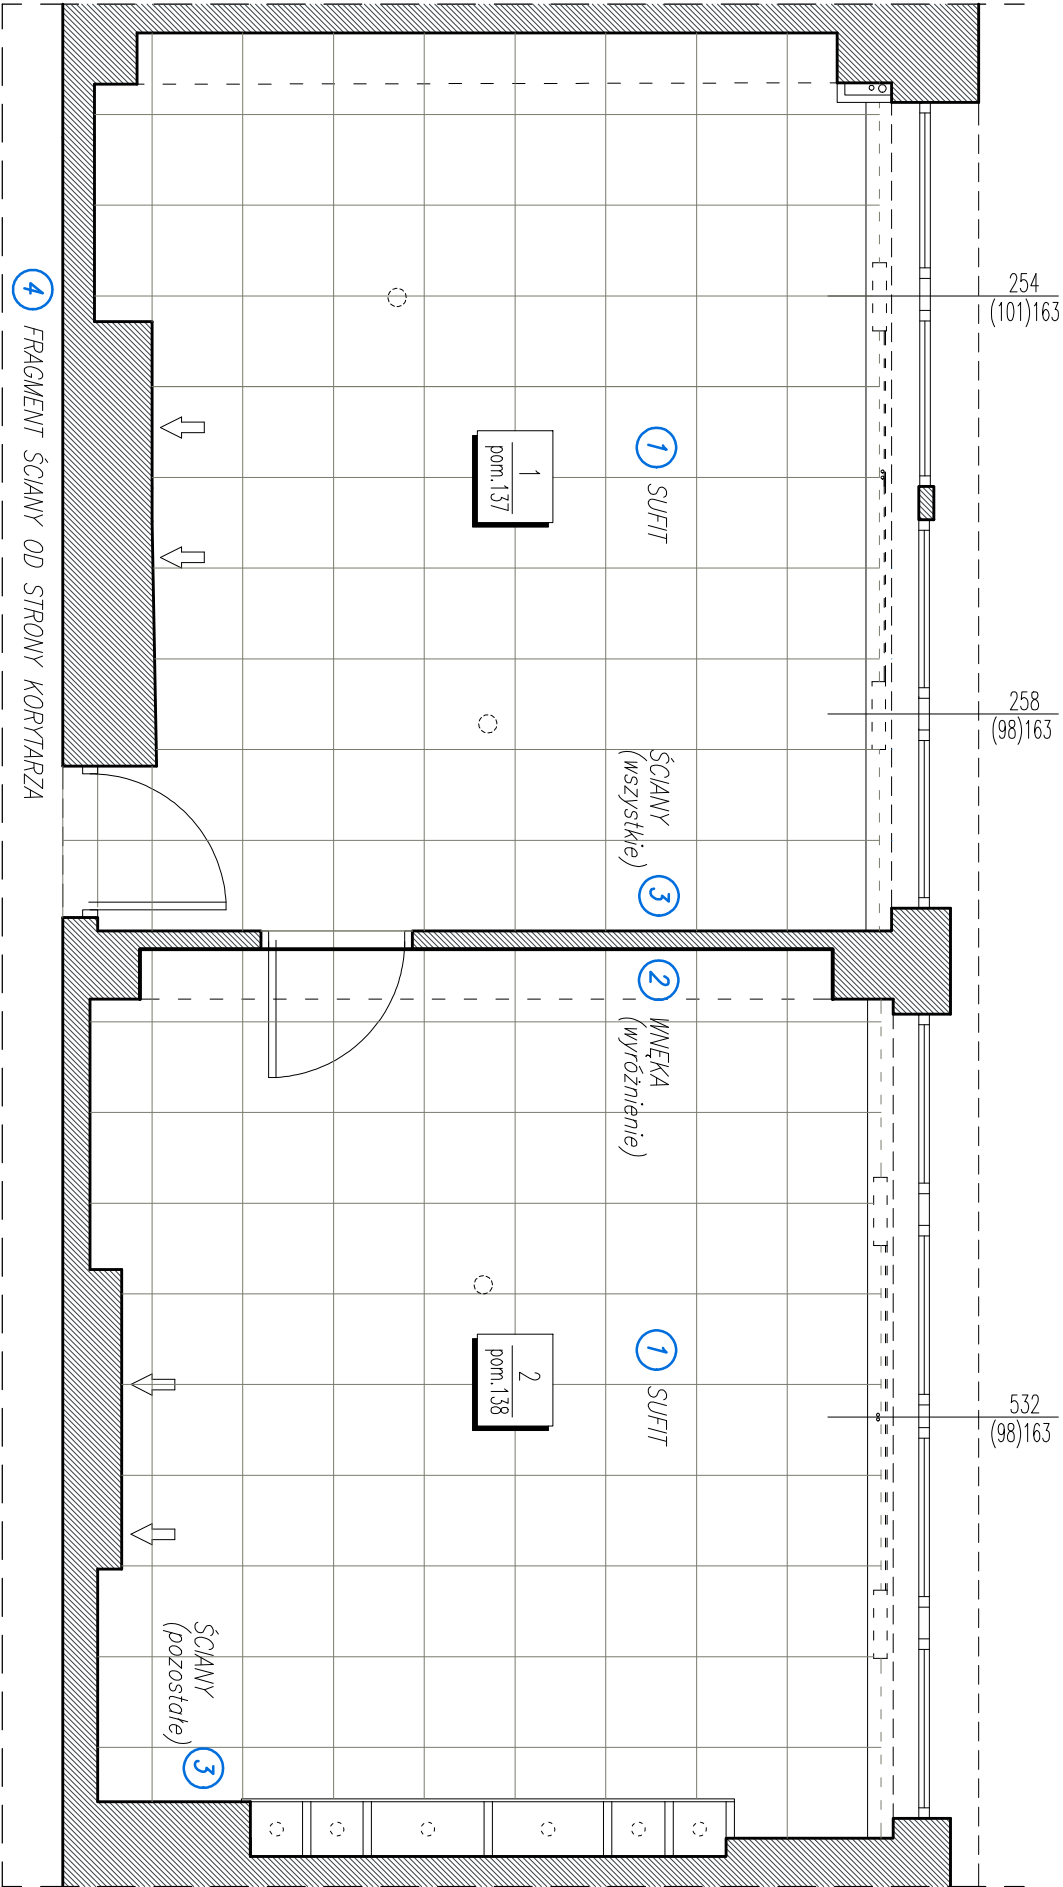 254
(101)163
4 FRAGMENT ŚCIANY OD STRONY KORYTARZA
1 SUFIT
1
pom.137
258
(98)163
ŚCIANY
(wszystkie)
3
2 WNĘKA
(wyróżnienie)
1 SUFIT
2
pom.138
532
(98)163
ŚCIANY
(pozostałe)
3